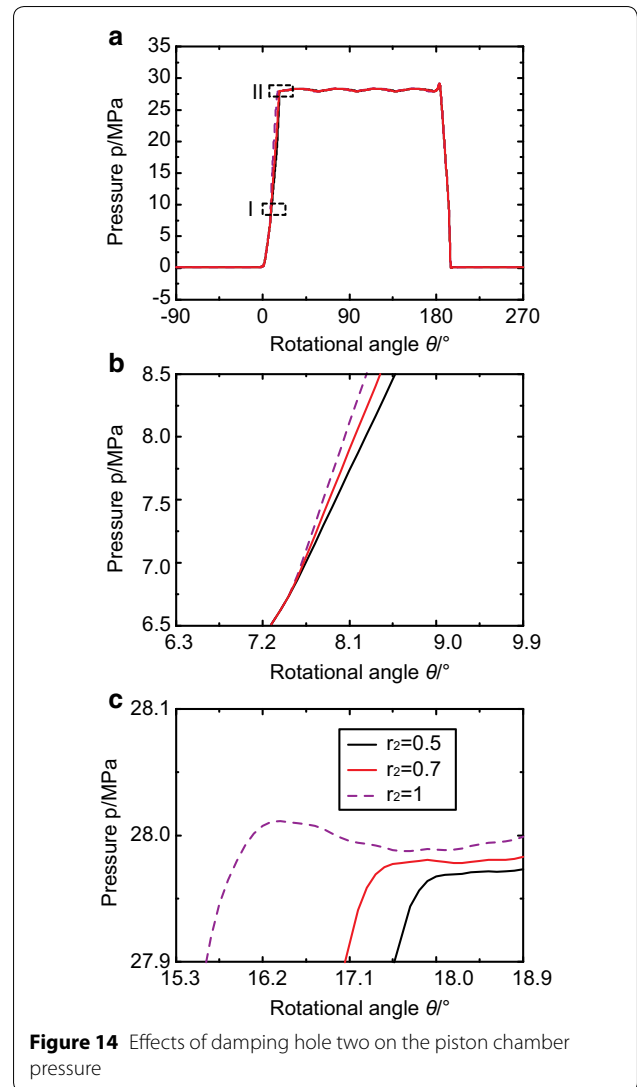 a
35
30
25
20
15
10
5
0
-5
Pressure p/MPa
II
I
-90 0 90 180 270
Rotational angle θ/°
b
8.5
8.0
7.5
7.0
6.5
Pressure p/MPa
6.3 7.2 8.1 9.0 9.9
Rotational angle θ/°
c
28.1
28.0
27.9
Pressure p/MPa
r₂=0.5
r₂=0.7
r₂=1
15.3 16.2 17.1 18.0 18.9
Rotational angle θ/°
Figure 14 Effects of damping hole two on the piston chamber
pressure